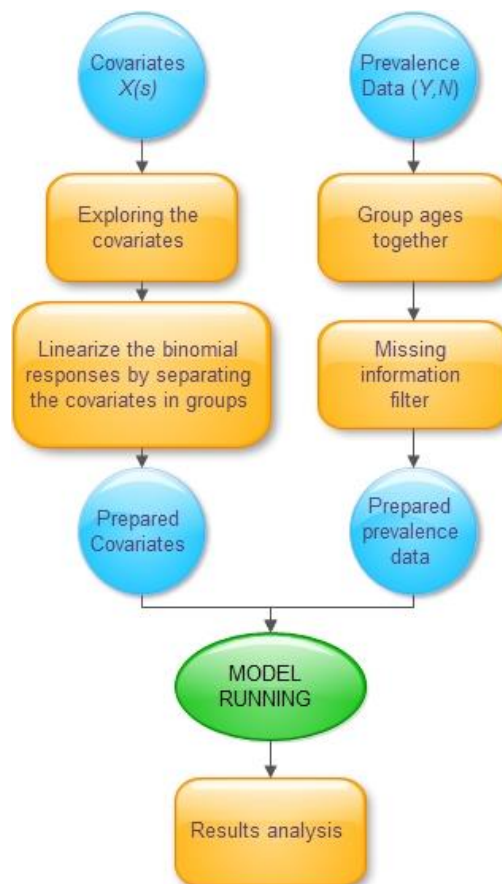 Covariates
X(s)
Prevalence
Data (Y,N)
Exploring the
covariates
Group ages
together
Linearize the binomial
responses by separating
the covariates in groups
Missing
information
filter
Prepared
Covariates
Prepared
prevalence
data
MODEL
RUNNING
Results analysis